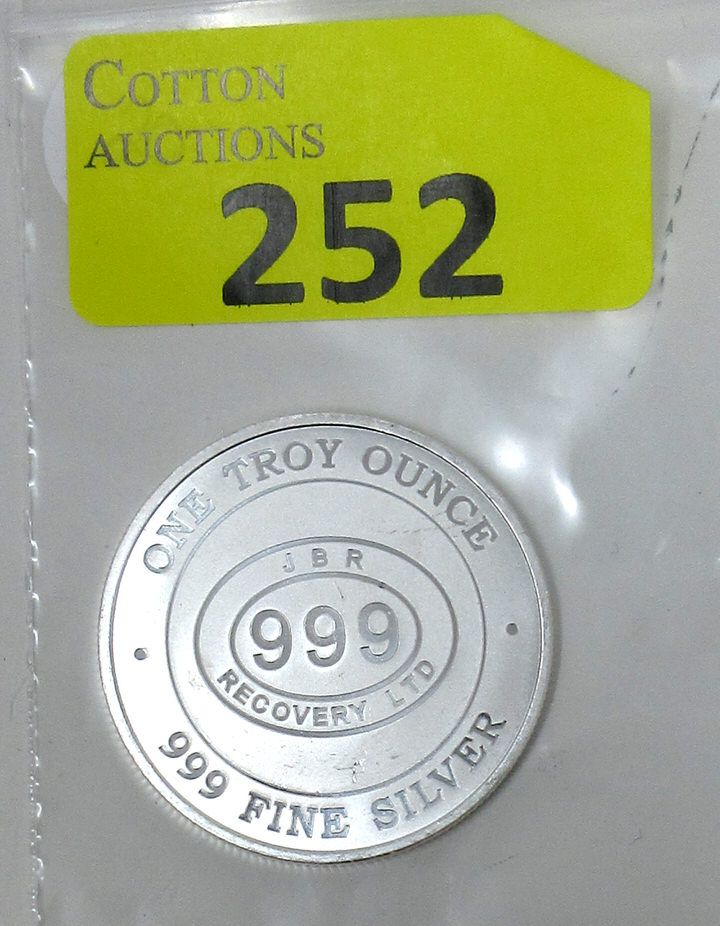 COTTON
AUCTIONS
252
ONE TROY OUNCE
JBR
999
RECOVERY LTD
999 FINE SILVER